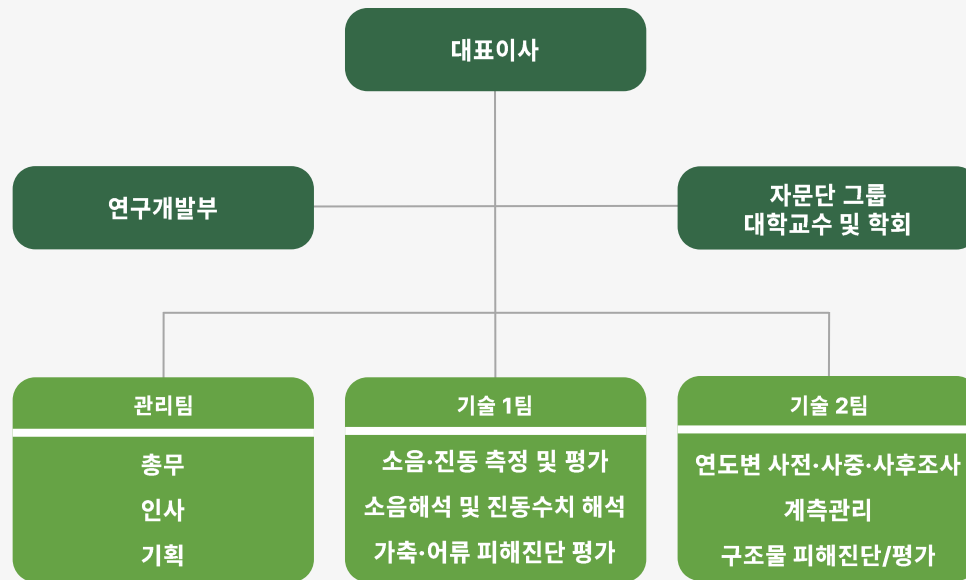 대표이사
연구개발부
자문단 그룹
대학교수 및 학회
관리팀
총무
인사
기획
기술 1팀
소음·진동 측정 및 평가
소음해석 및 진동수치 해석
가축·어류 피해진단 평가
기술 2팀
연도변 사전·사중·사후조사
계측관리
구조물 피해진단/평가